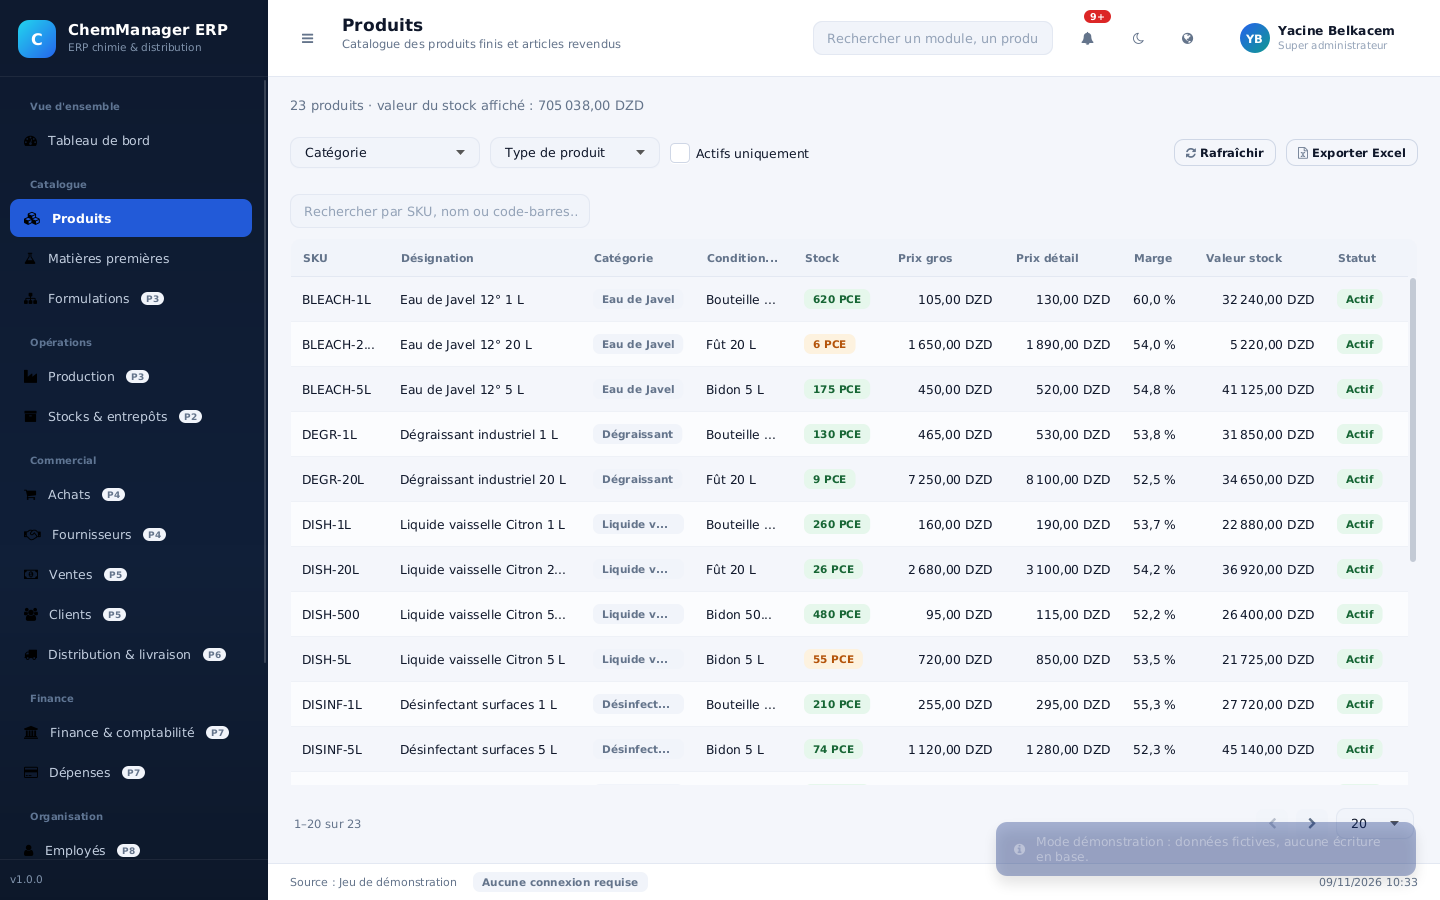 C
ChemManager ERP
ERP chimie & distribution
Produits
Catalogue des produits finis et articles revendus
Rechercher un module, un produ
9+
YB
Yacine Belkacem
Super administrateur
Vue d'ensemble
Tableau de bord
Catalogue
Produits
Matières premières
Formulations P3
Opérations
Production P3
Stocks & entrepôts P2
Commercial
Achats P4
Fournisseurs P4
Ventes P5
Clients P5
Distribution & livraison P6
Finance
Finance & comptabilité P7
Dépenses P7
Organisation
Employés P8
v1.0.0
23 produits · valeur du stock affiché : 705 038,00 DZD
Catégorie
Type de produit
Actifs uniquement
Rafraîchir
Exporter Excel
Rechercher par SKU, nom ou code-barres..
SKU Désignation Catégorie Condition... Stock Prix gros Prix détail Marge Valeur stock Statut
BLEACH-1L Eau de Javel 12° 1 L Eau de Javel Bouteille ... 620 PCE 105,00 DZD 130,00 DZD 60,0 % 32 240,00 DZD Actif
BLEACH-2... Eau de Javel 12° 20 L Eau de Javel Fût 20 L 6 PCE 1 650,00 DZD 1 890,00 DZD 54,0 % 5 220,00 DZD Actif
BLEACH-5L Eau de Javel 12° 5 L Eau de Javel Bidon 5 L 175 PCE 450,00 DZD 520,00 DZD 54,8 % 41 125,00 DZD Actif
DEGR-1L Dégraissant industriel 1 L Dégraissant Bouteille ... 130 PCE 465,00 DZD 530,00 DZD 53,8 % 31 850,00 DZD Actif
DEGR-20L Dégraissant industriel 20 L Dégraissant Fût 20 L 9 PCE 7 250,00 DZD 8 100,00 DZD 52,5 % 34 650,00 DZD Actif
DISH-1L Liquide vaisselle Citron 1 L Liquide v... Bouteille ... 260 PCE 160,00 DZD 190,00 DZD 53,7 % 22 880,00 DZD Actif
DISH-20L Liquide vaisselle Citron 2... Liquide v... Fût 20 L 26 PCE 2 680,00 DZD 3 100,00 DZD 54,2 % 36 920,00 DZD Actif
DISH-500 Liquide vaisselle Citron 5... Liquide v... Bidon 50... 480 PCE 95,00 DZD 115,00 DZD 52,2 % 26 400,00 DZD Actif
DISH-5L Liquide vaisselle Citron 5 L Liquide v... Bidon 5 L 55 PCE 720,00 DZD 850,00 DZD 53,5 % 21 725,00 DZD Actif
DISINF-1L Désinfectant surfaces 1 L Désinfect... Bouteille ... 210 PCE 255,00 DZD 295,00 DZD 55,3 % 27 720,00 DZD Actif
DISINF-5L Désinfectant surfaces 5 L Désinfect... Bidon 5 L 74 PCE 1 120,00 DZD 1 280,00 DZD 52,3 % 45 140,00 DZD Actif
1–20 sur 23
20
Mode démonstration : données fictives, aucune écriture
en base.
Source : Jeu de démonstration
Aucune connexion requise
09/11/2026 10:33